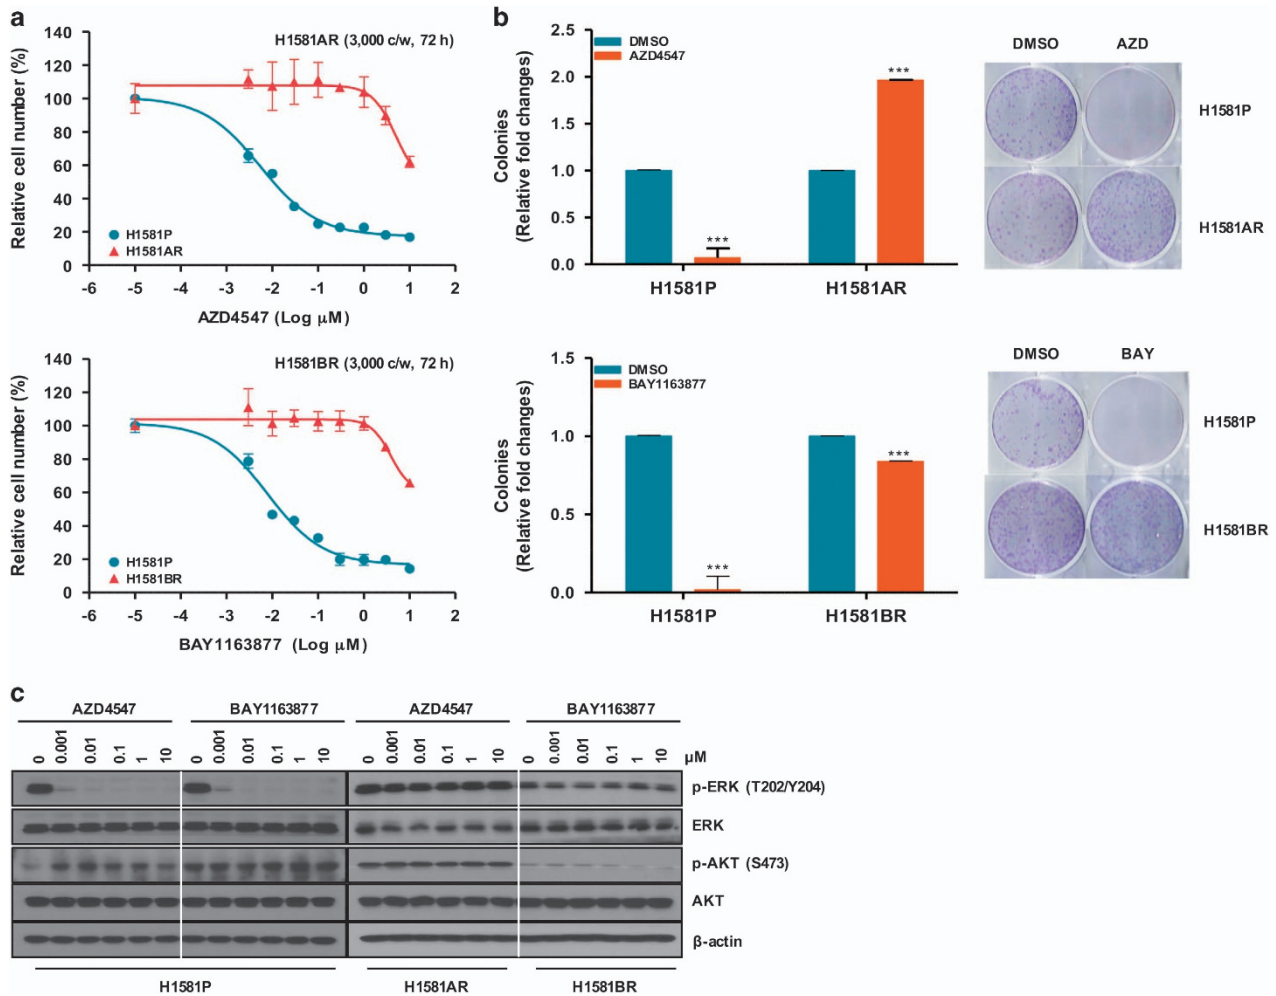 a
H1581AR (3,000 c/w, 72 h)
Relative cell number (%)
140
120
100
80
60
40
20
0
H1581P
H1581AR
-6 -5 -4 -3 -2 -1 0 1 2
AZD4547 (Log μM)
H1581BR (3,000 c/w, 72 h)
Relative cell number (%)
140
120
100
80
60
40
20
0
H1581P
H1581BR
-6 -5 -4 -3 -2 -1 0 1 2
BAY1163877 (Log μM)
b
Colonies
(Relative fold changes)
2.5
2.0
1.5
1.0
0.5
0.0
DMSO
AZD4547
***
***
H1581P H1581AR
DMSO AZD
H1581P
H1581AR
Colonies
(Relative fold changes)
1.5
1.0
0.5
0.0
DMSO
BAY1163877
***
***
H1581P H1581BR
DMSO BAY
H1581P
H1581BR
c
AZD4547 BAY1163877 AZD4547 BAY1163877
0 0.001 0.01 0.1 1 10 0 0.001 0.01 0.1 1 10 0 0.001 0.01 0.1 1 10 0 0.001 0.01 0.1 1 10 μM
p-ERK (T202/Y204)
ERK
p-AKT (S473)
AKT
β-actin
H1581P H1581AR H1581BR